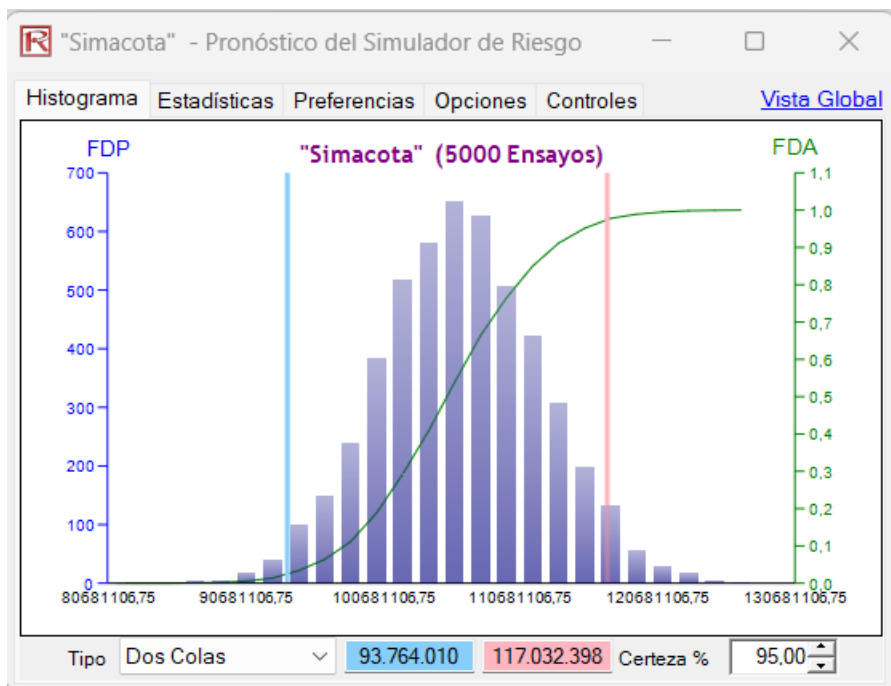 "Simacota" - Pronóstico del Simulador de Riesgo
Histograma Estadísticas Preferencias Opciones Controles Vista Global
FDP "Simacota" (5000 Ensayos) FDA
700 1,1
600 1,0
500 0,9
400 0,8
300 0,7
200 0,6
100 0,5
0 0,4
0,3
0,2
0,1
0,0
80681106,75 90681106,75 100681106,75 110681106,75 120681106,75 130681106,75
Tipo Dos Colas 93.764.010 117.032.398 Certeza % 95,00